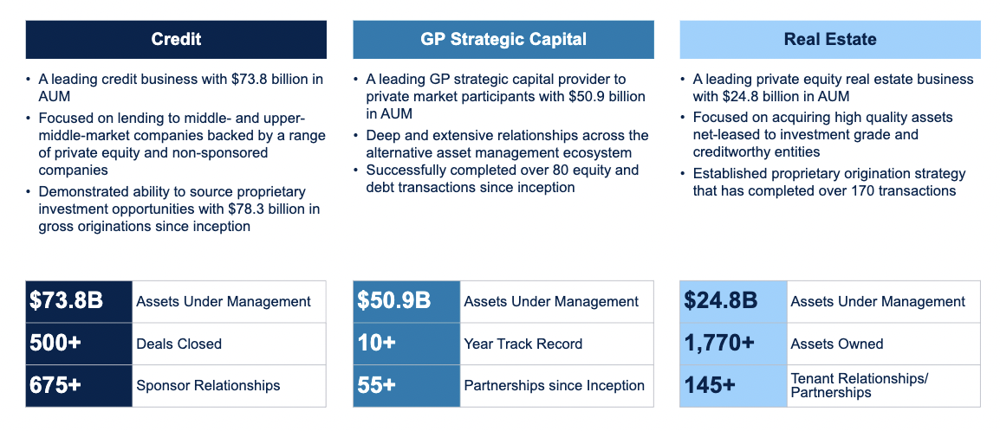 Credit
• A leading credit business with $73.8 billion in
AUM
• Focused on lending to middle- and upper-
middle-market companies backed by a range
of private equity and non-sponsored
companies
• Demonstrated ability to source proprietary
investment opportunities with $78.3 billion in
gross originations since inception
$73.8B Assets Under Management
500+ Deals Closed
675+ Sponsor Relationships
GP Strategic Capital
• A leading GP strategic capital provider to
private market participants with $50.9 billion
in AUM
• Deep and extensive relationships across the
alternative asset management ecosystem
• Successfully completed over 80 equity and
debt transactions since inception
$50.9B Assets Under Management
10+ Year Track Record
55+ Partnerships since Inception
Real Estate
• A leading private equity real estate business
with $24.8 billion in AUM
• Focused on acquiring high quality assets
net-leased to investment grade and
creditworthy entities
• Established proprietary origination strategy
that has completed over 170 transactions
$24.8B Assets Under Management
1,770+ Assets Owned
145+ Tenant Relationships/
Partnerships